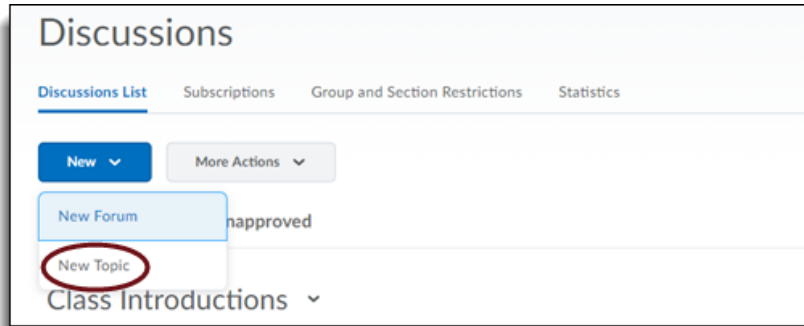 Discussions
Discussions List Subscriptions Group and Section Restrictions Statistics
New More Actions
New Forum
napproved
New Topic
Class Introductions